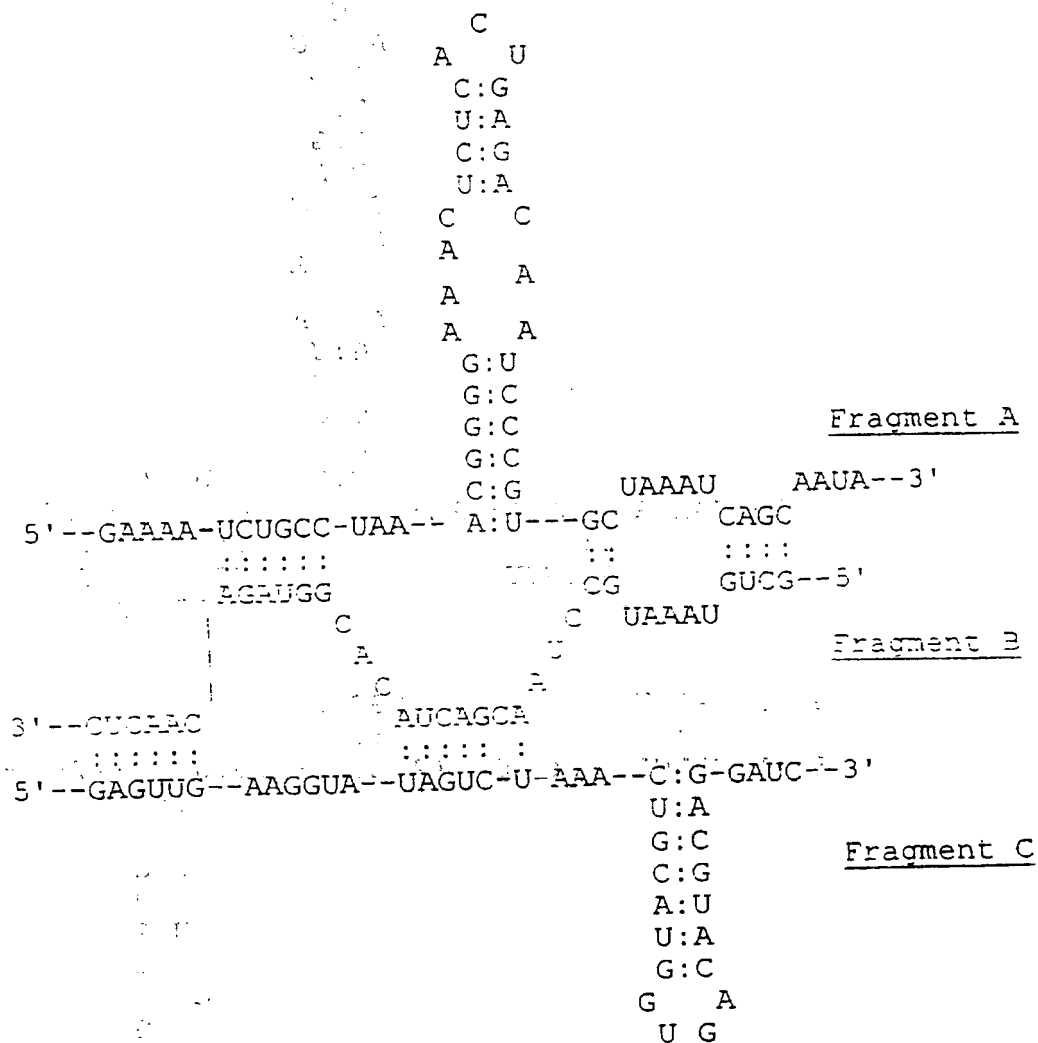 C
A U
C:G
U:A
C:G
U:A
C C
A
A A
A A
G:U
G:C
G:C
G:C
C:G
Fragment A
UAAAU AAUA--3'
5'--GAAAA-UCUGCC-UAA-- A:U---GC CAGC
:::::: :: ::::
AGAUGG CG GUCG--5'
C C UAAAU
A U Fragment B
C A
3'--CUCAAC AUCAGCA
:::::: ::::: :
5'--GAGUUG--AAGGUA--UAGUC-U-AAA--C:G-GAUC--3'
U:A
G:C
C:G
A:U
U:A
G:C
G A
U G
Fragment C